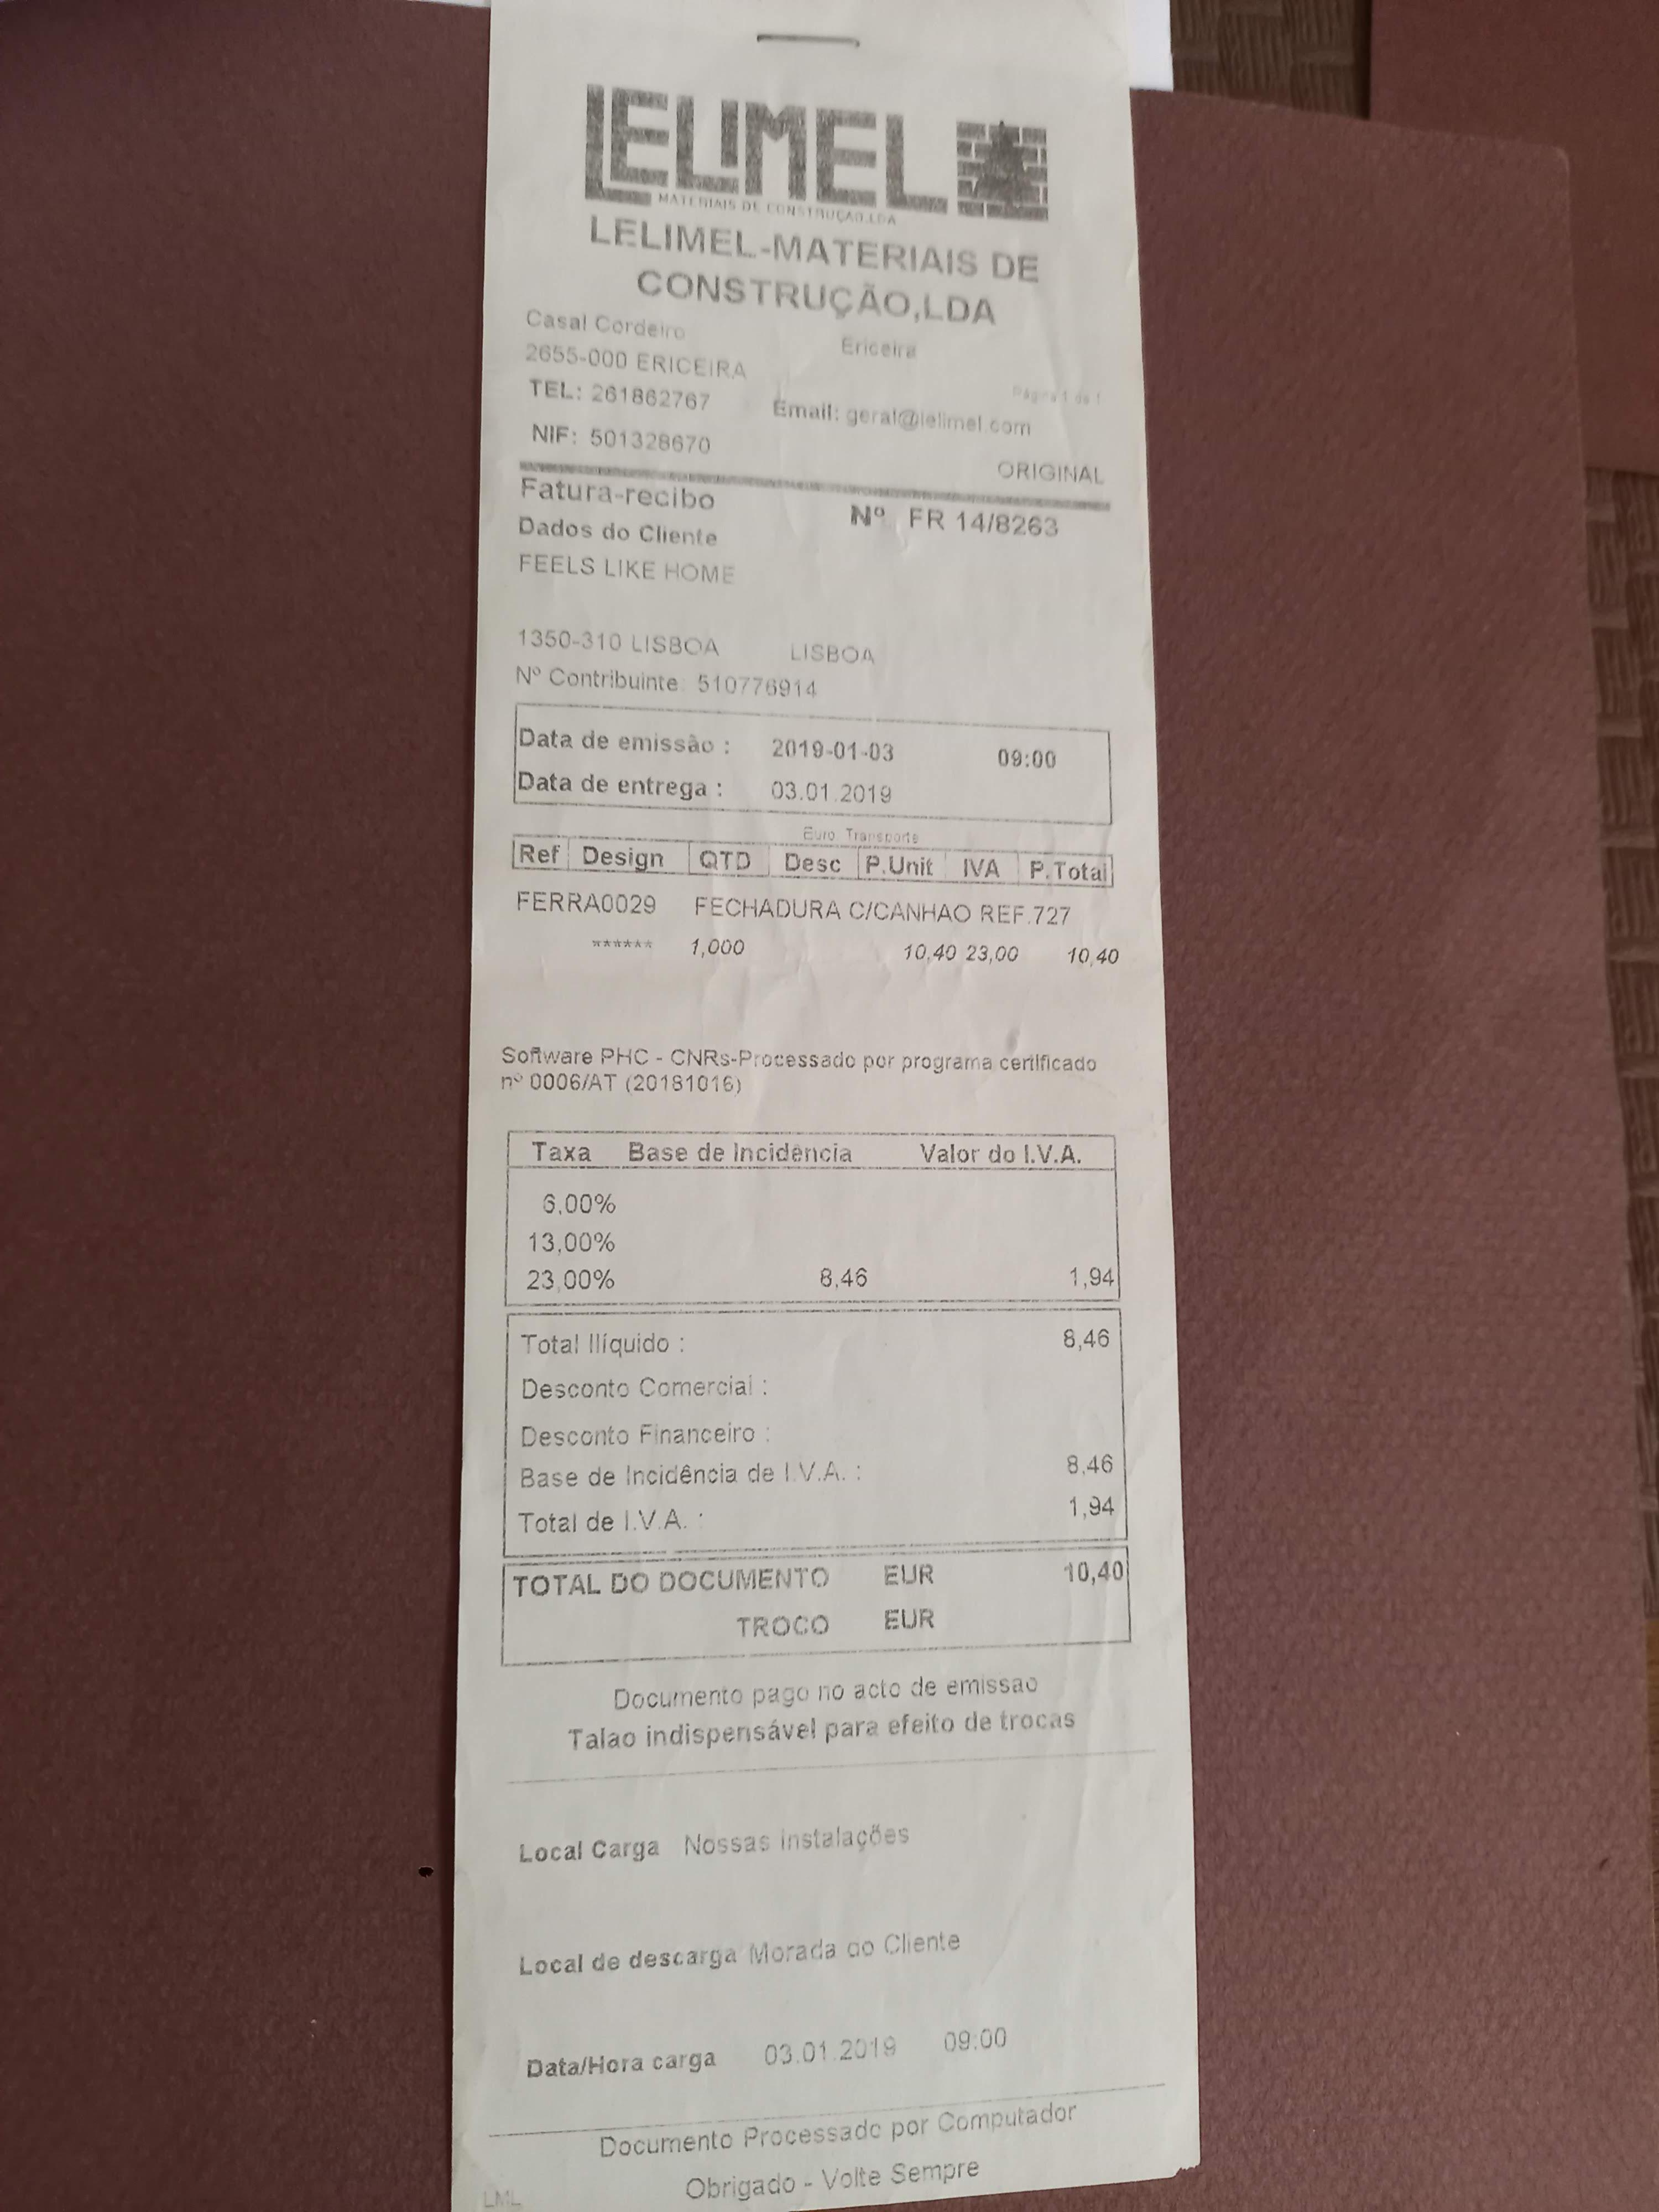 LELIMEL
MATERIAIS DE CONSTRUÇÃO,LDA
LELIMEL-MATERIAIS DE
CONSTRUÇÃO,LDA
Casal Cordeiro Ericeira
2655-000 ERICEIRA
Página 1 de 1
TEL: 261862767 Email: geral@lelimel.com
NIF: 501328670
ORIGINAL
Fatura-recibo Nº FR 14/8263
Dados do Cliente
FEELS LIKE HOME
1350-310 LISBOA LISBOA
Nº Contribuinte: 510776914
Data de emissão : 2019-01-03 09:00
Data de entrega : 03.01.2019
Euro Transporte
Ref Design QTD Desc P.Unit IVA P.Total
FERRA0029 FECHADURA C/CANHAO REF.727
****** 1,000 10,40 23,00 10,40
Software PHC - CNRs-Processado por programa certificado
nº 0006/AT (20181016)
Taxa Base de Incidência Valor do I.V.A.
6,00%
13,00%
23,00% 8,46 1,94
Total Ilíquido : 8,46
Desconto Comercial :
Desconto Financeiro :
Base de Incidência de I.V.A. : 8,46
Total de I.V.A. : 1,94
TOTAL DO DOCUMENTO EUR 10,40
TROCO EUR
Documento pago no acto de emissao
Talao indispensável para efeito de trocas
Local Carga Nossas instalações
Local de descarga Morada do Cliente
Data/Hora carga 03.01.2019 09:00
Documento Processado por Computador
Obrigado - Volte Sempre
LML